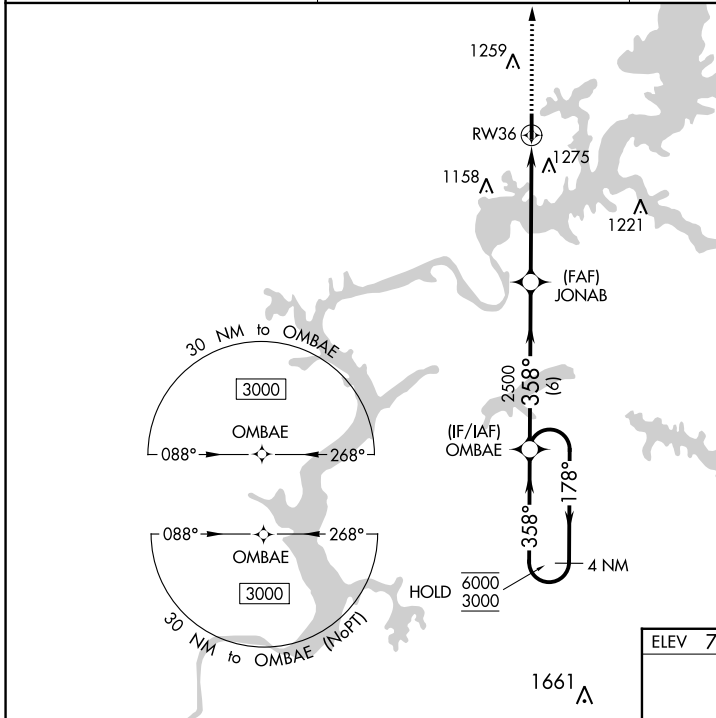 1259
RW36
1275
1158
1221
(FAF)
JONAB
30 NM to OMBAE
3000
2500
358°
(6)
OMBAE
(IF/IAF)
OMBAE
088°
268°
178°
358°
088°
268°
OMBAE
4 NM
HOLD
6000
3000
3000
30 NM to OMBAE (NoPT)
ELEV 7
1661